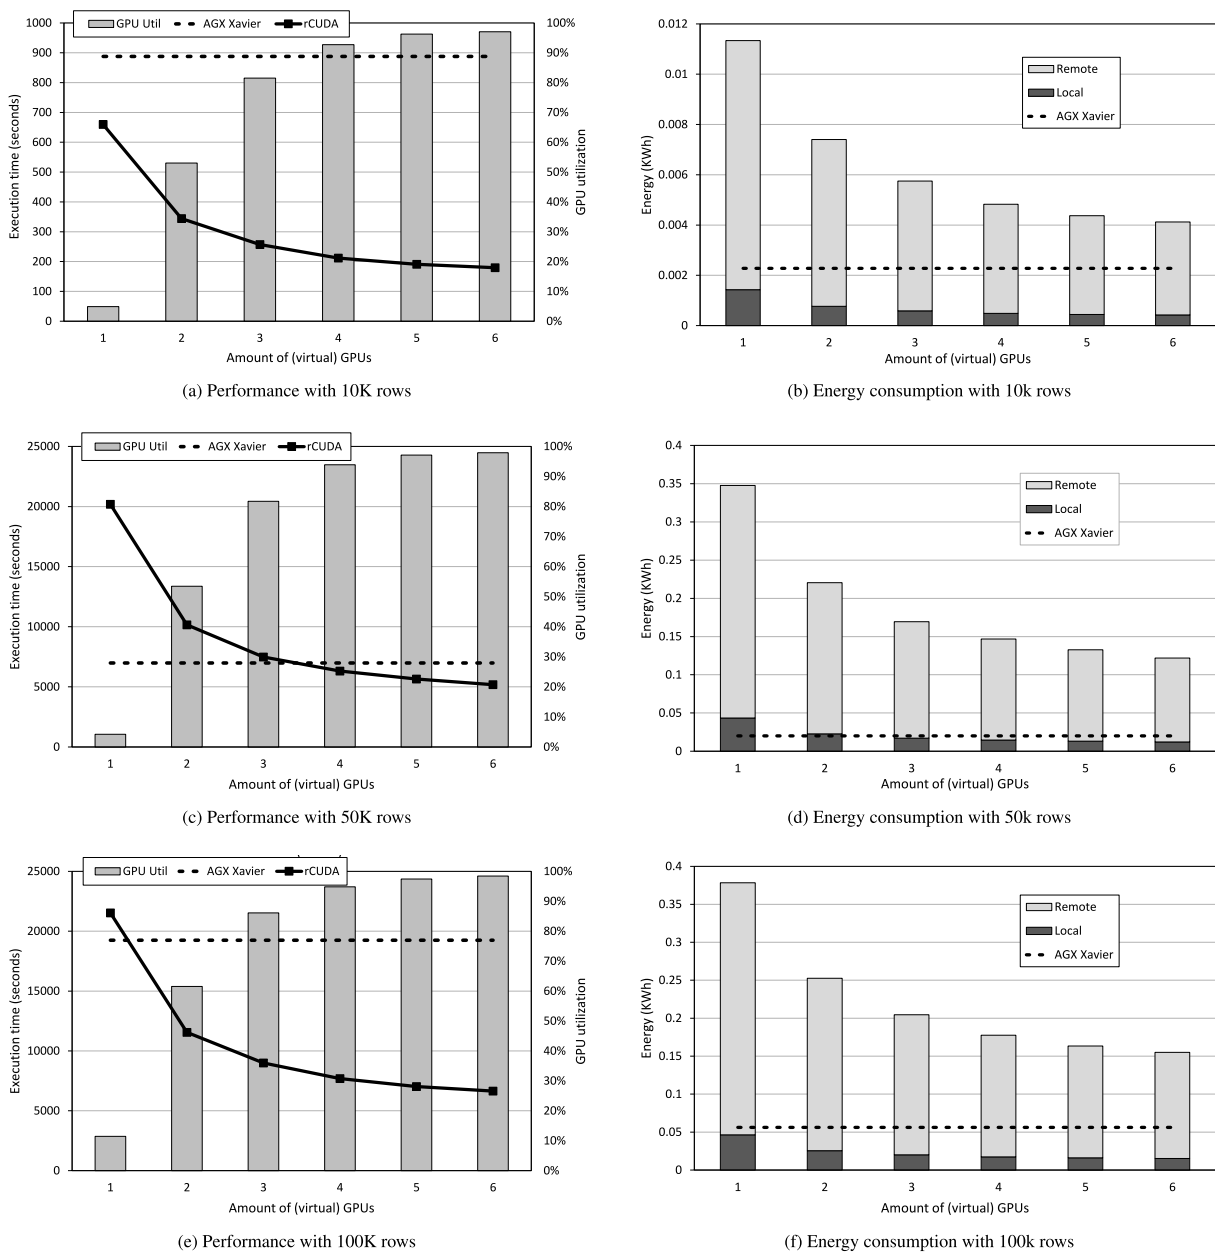 GPU Util AGX Xavier rCUDA
1000
900
800
700
600
500
400
300
200
100
0
Execution time (seconds)
100%
90%
80%
70%
60%
50%
40%
30%
20%
10%
0%
GPU utilization
1 2 3 4 5 6
Amount of (virtual) GPUs
(a) Performance with 10K rows
0.012
0.01
0.008
0.006
0.004
0.002
0
Energy (KWh)
Remote
Local
AGX Xavier
1 2 3 4 5 6
Amount of (virtual) GPUs
(b) Energy consumption with 10k rows
GPU Util AGX Xavier rCUDA
25000
20000
15000
10000
5000
0
Execution time (seconds)
100%
90%
80%
70%
60%
50%
40%
30%
20%
10%
0%
GPU utilization
1 2 3 4 5 6
Amount of (virtual) GPUs
(c) Performance with 50K rows
0.4
0.35
0.3
0.25
0.2
0.15
0.1
0.05
0
Energy (KWh)
Remote
Local
AGX Xavier
1 2 3 4 5 6
Amount of (virtual) GPUs
(d) Energy consumption with 50k rows
GPU Util AGX Xavier rCUDA
25000
20000
15000
10000
5000
0
Execution time (seconds)
100%
90%
80%
70%
60%
50%
40%
30%
20%
10%
0%
GPU utilization
1 2 3 4 5 6
Amount of (virtual) GPUs
(e) Performance with 100K rows
0.4
0.35
0.3
0.25
0.2
0.15
0.1
0.05
0
Energy (KWh)
Remote
Local
AGX Xavier
1 2 3 4 5 6
Amount of (virtual) GPUs
(f) Energy consumption with 100k rows